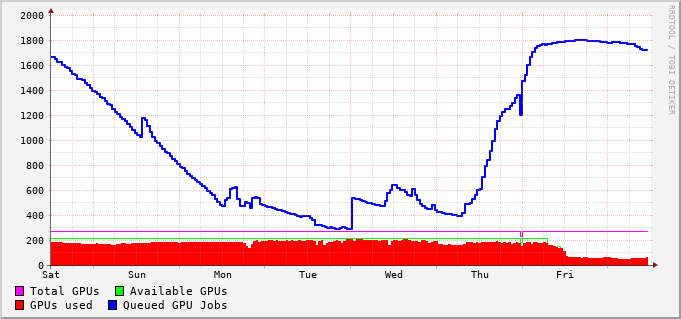 2000
1800
1600
1400
1200
1000
800
600
400
200
0
Sat Sun Mon Tue Wed Thu Fri
Total GPUs Available GPUs
GPUs used Queued GPU Jobs
RRDTOOL / TOBI OETIKER